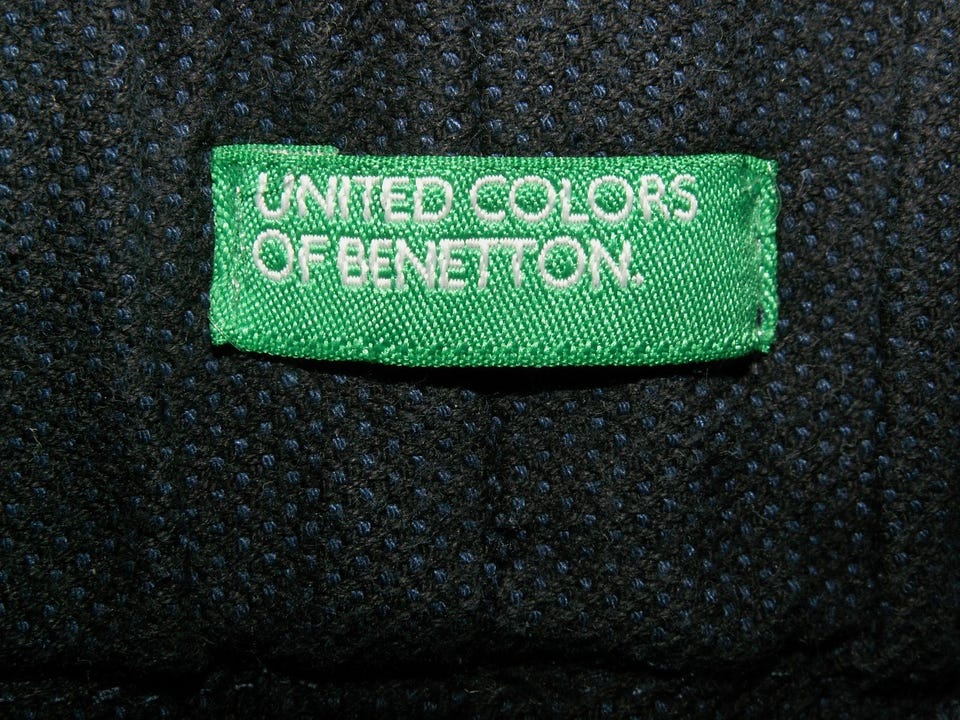 UNITED COLORS
OF BENETTON.